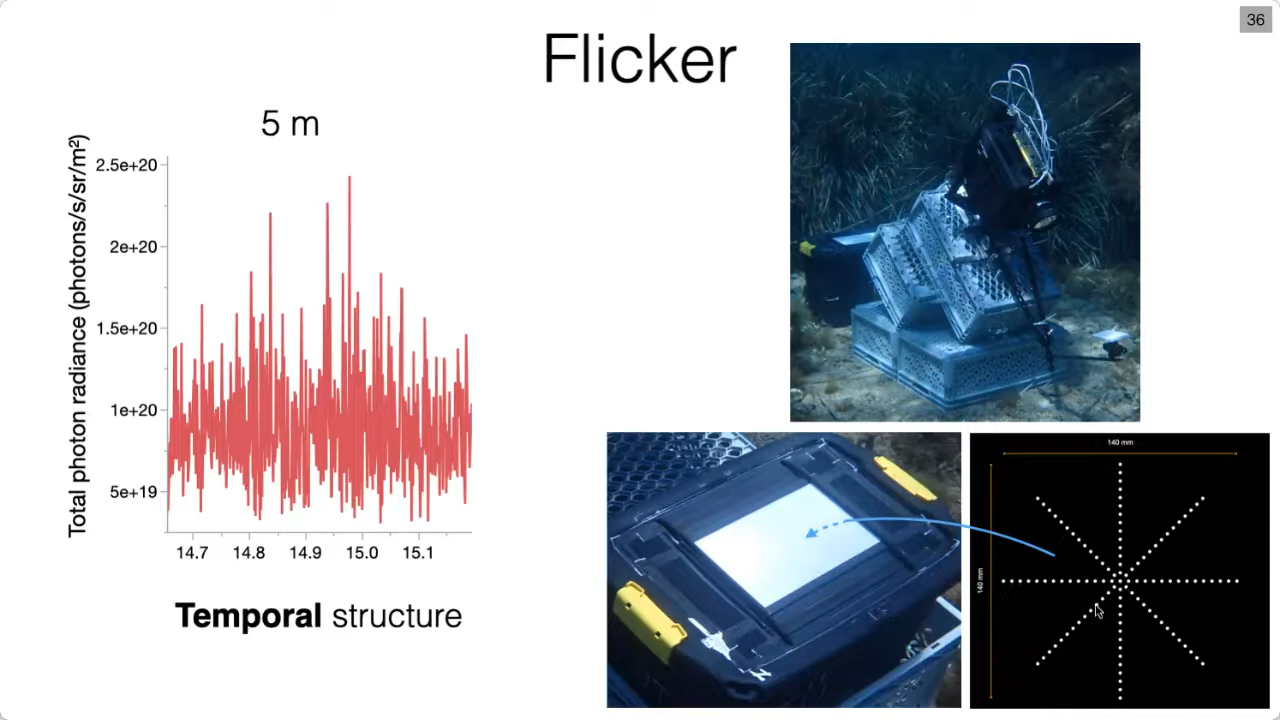 36
Flicker
5 m
Total photon radiance (photons/s/sr/m²)
2.5e+20
2e+20
1.5e+20
1e+20
5e+19
14.7 14.8 14.9 15.0 15.1
Temporal structure
140 mm
140 mm
N